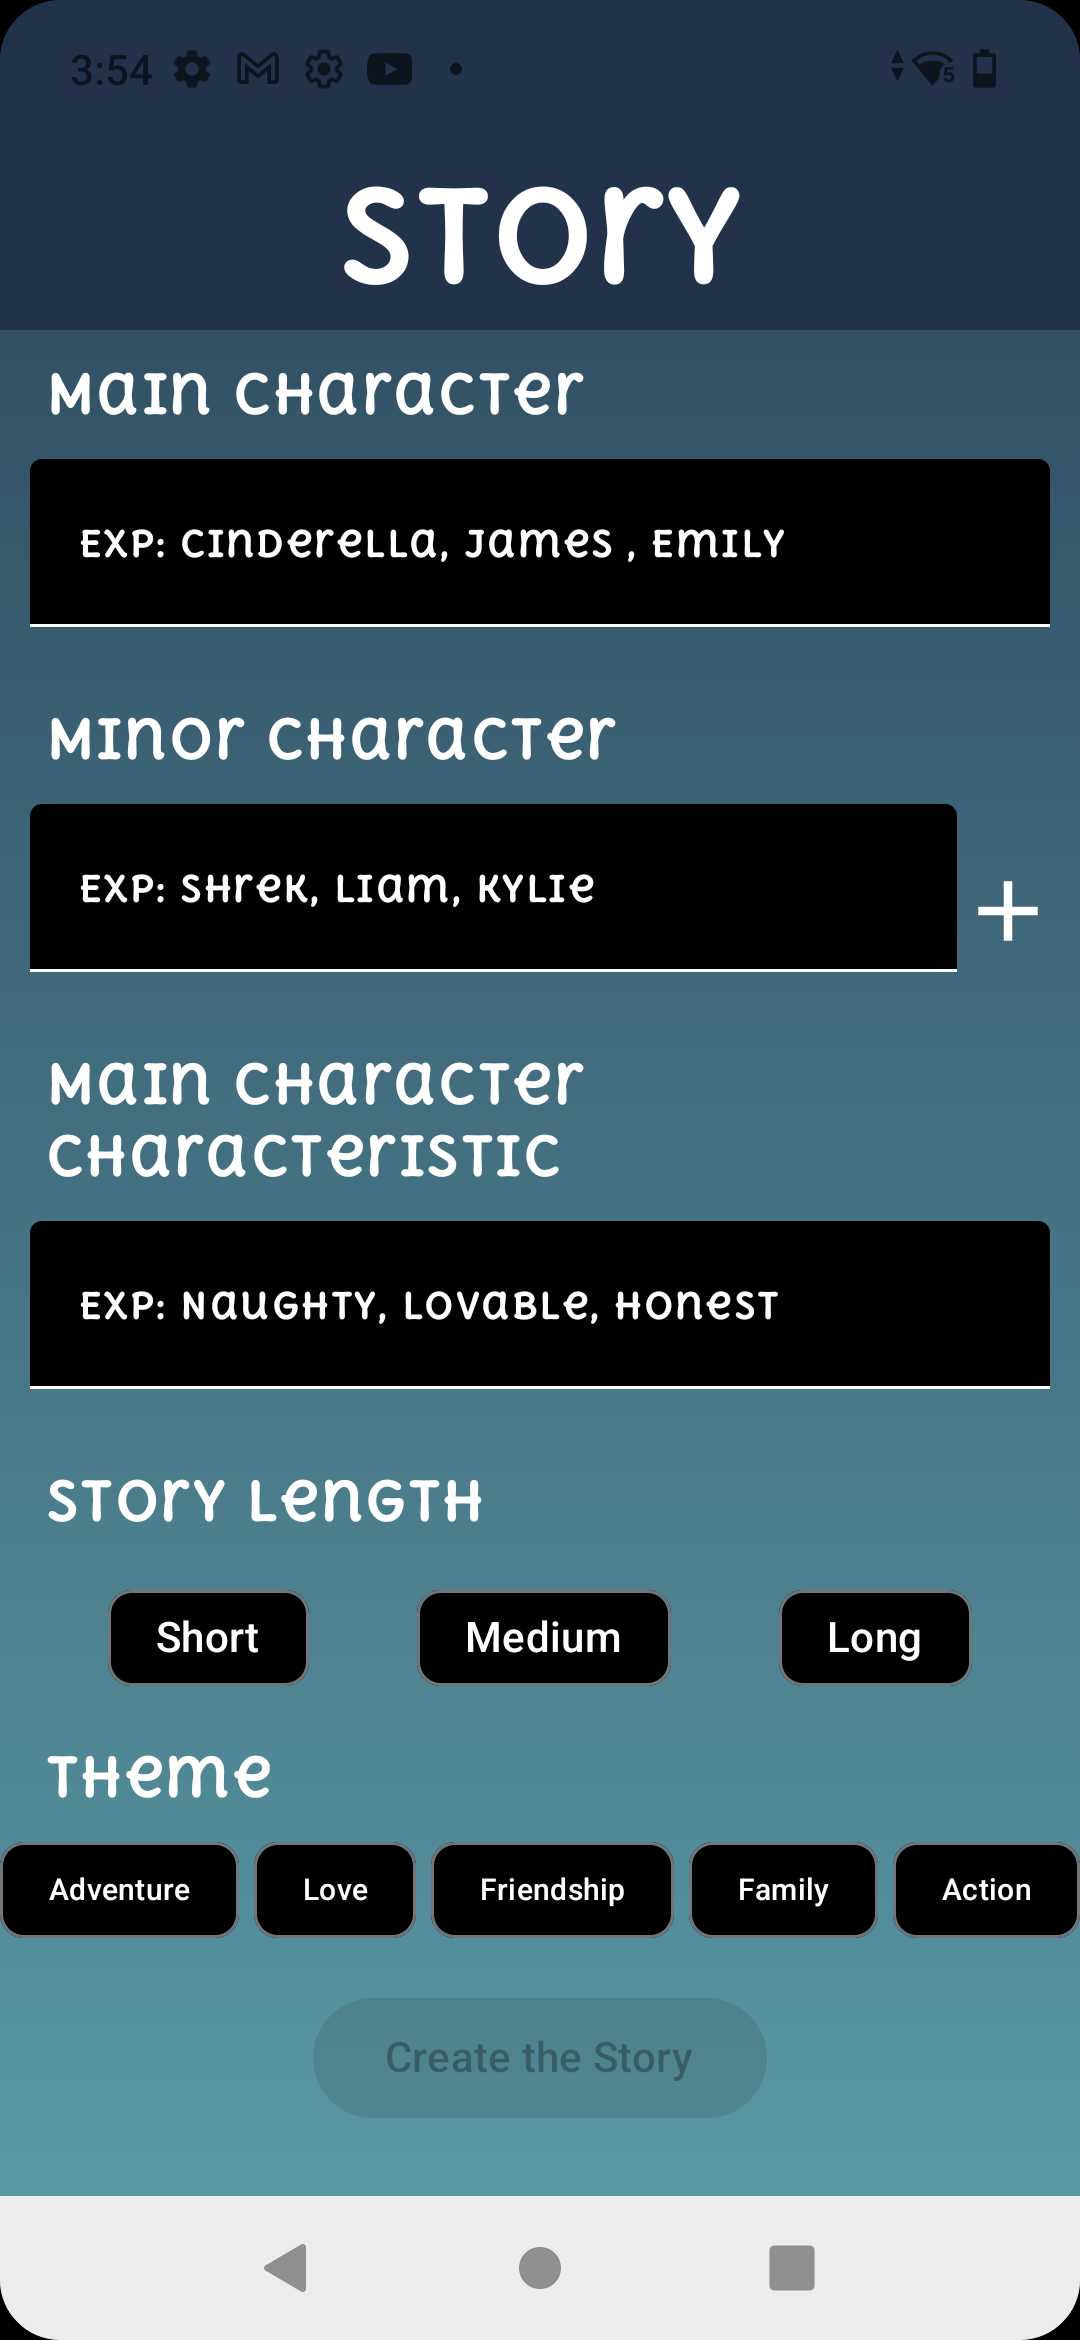 3:54
5
Story
Main Character
Exp: Cinderella, James , Emily
Minor Character
Exp: Shrek, Liam, Kylie
Main Character
Characteristic
Exp: Naughty, Lovable, Honest
Story Length
Short Medium Long
Theme
Adventure Love Friendship Family Action
Create the Story